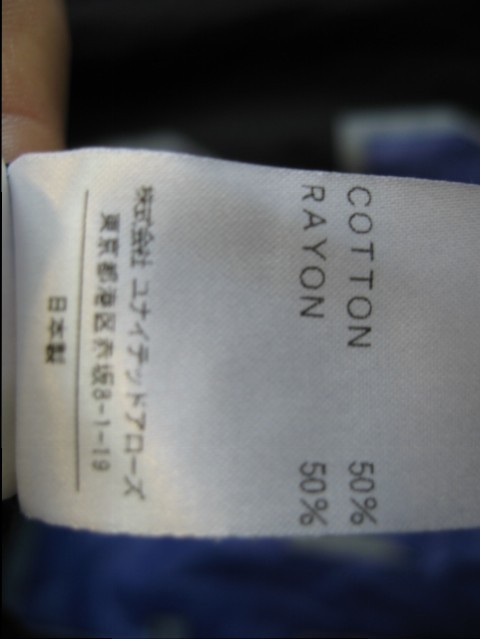 COTTON 50%
RAYON 50%
株式会社 ユナイテッドアローズ
東京都港区赤坂8-1-19
日本製